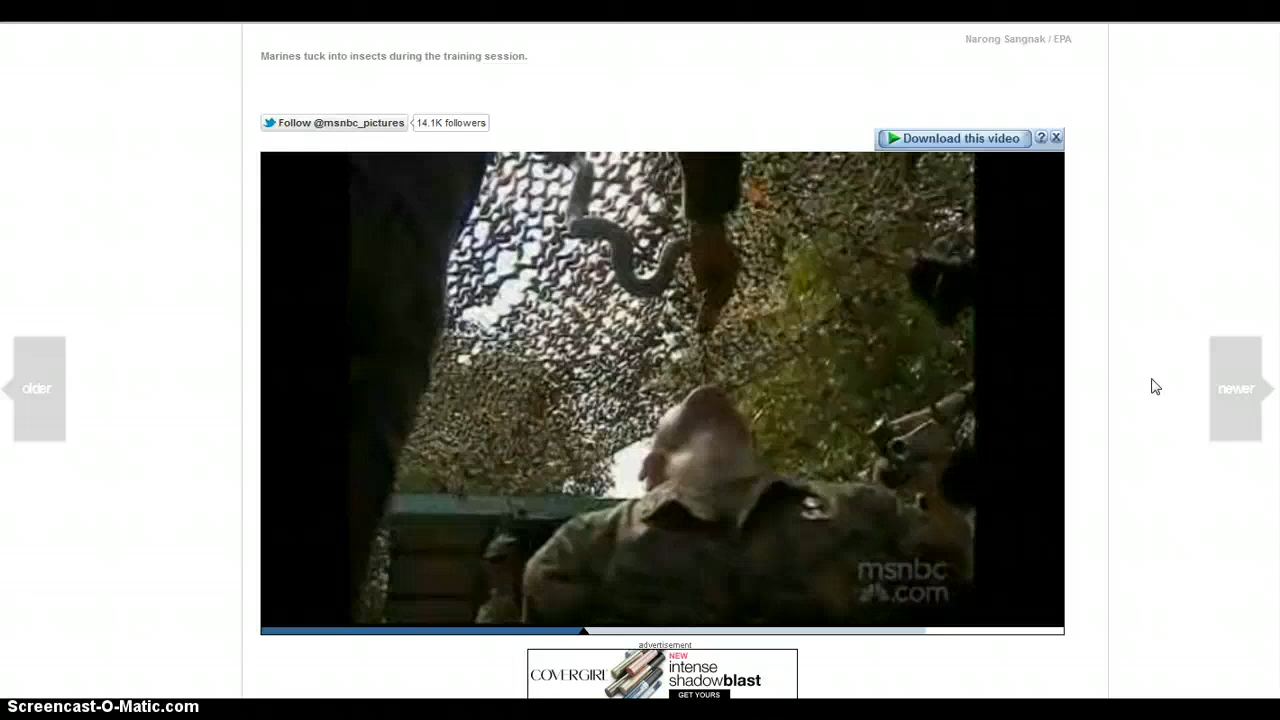 Narong Sangnak / EPA
Marines tuck into insects during the training session.
Follow @msnbc_pictures
14.1K followers
Download this video
?
X
older
newer
msnbc
.com
advertisement
COVERGIRL
NEW
intense
shadowblast
GET YOURS
Screencast-O-Matic.com